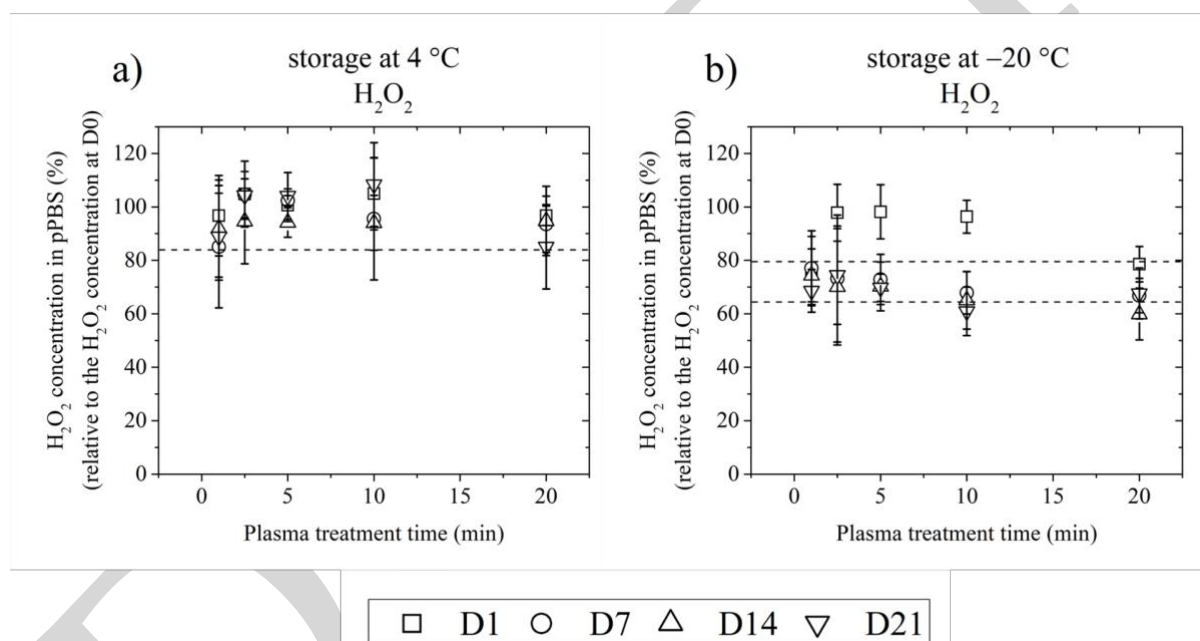 a)
storage at 4 °C
H₂O₂
H₂O₂ concentration in pPBS (%)
(relative to the H₂O₂ concentration at D0)
120
100
80
60
40
20
0
0 5 10 15 20
Plasma treatment time (min)
b)
storage at –20 °C
H₂O₂
H₂O₂ concentration in pPBS (%)
(relative to the H₂O₂ concentration at D0)
120
100
80
60
40
20
0
0 5 10 15 20
Plasma treatment time (min)
D1 D7 D14 D21